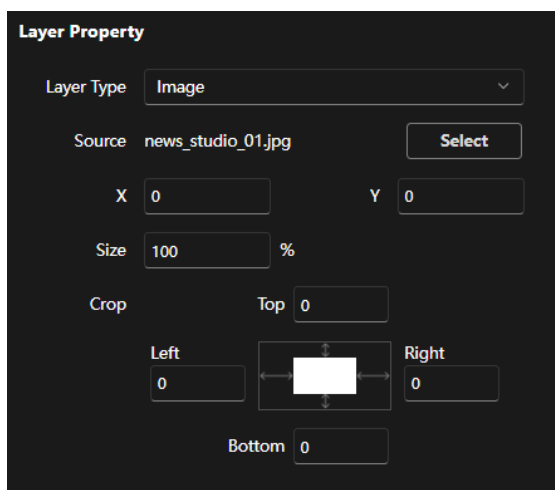 Layer Property
Layer Type Image
Source news_studio_01.jpg Select
X 0 Y 0
Size 100 %
Crop Top 0
Left Right
0 0
Bottom 0